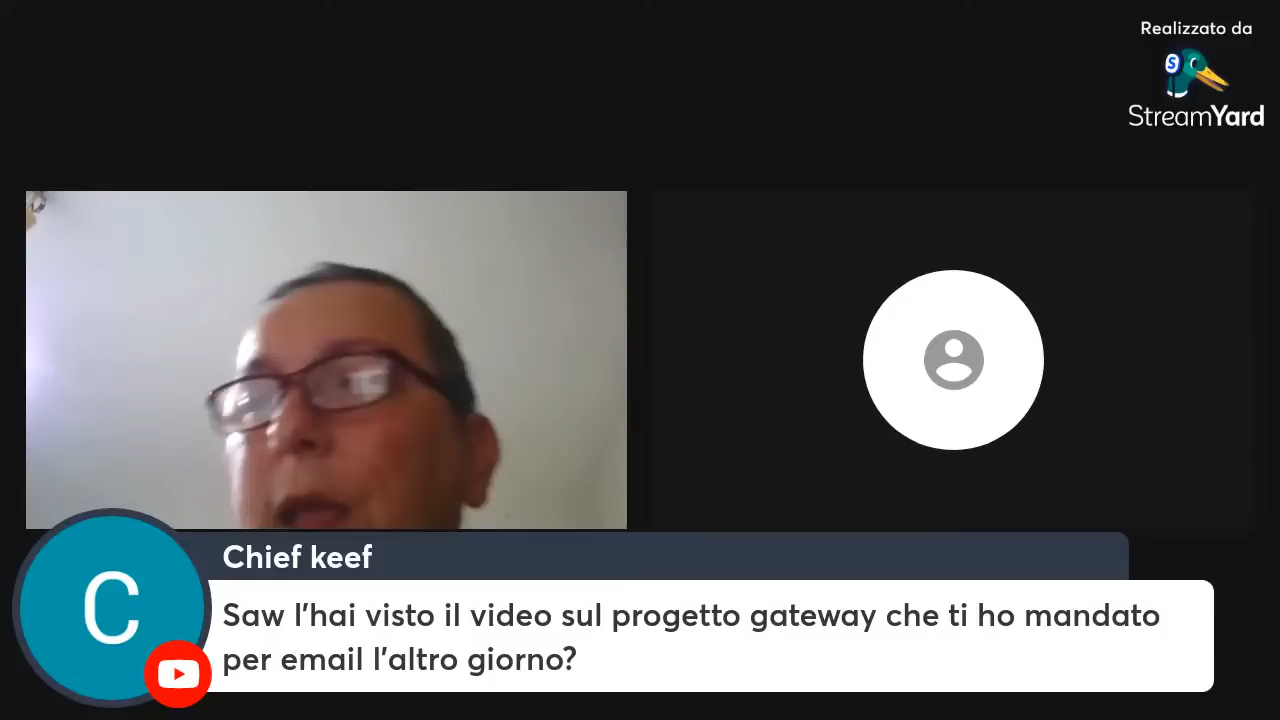 Realizzato da
S
StreamYard
C
Chief keef
Saw l'hai visto il video sul progetto gateway che ti ho mandato
per email l'altro giorno?